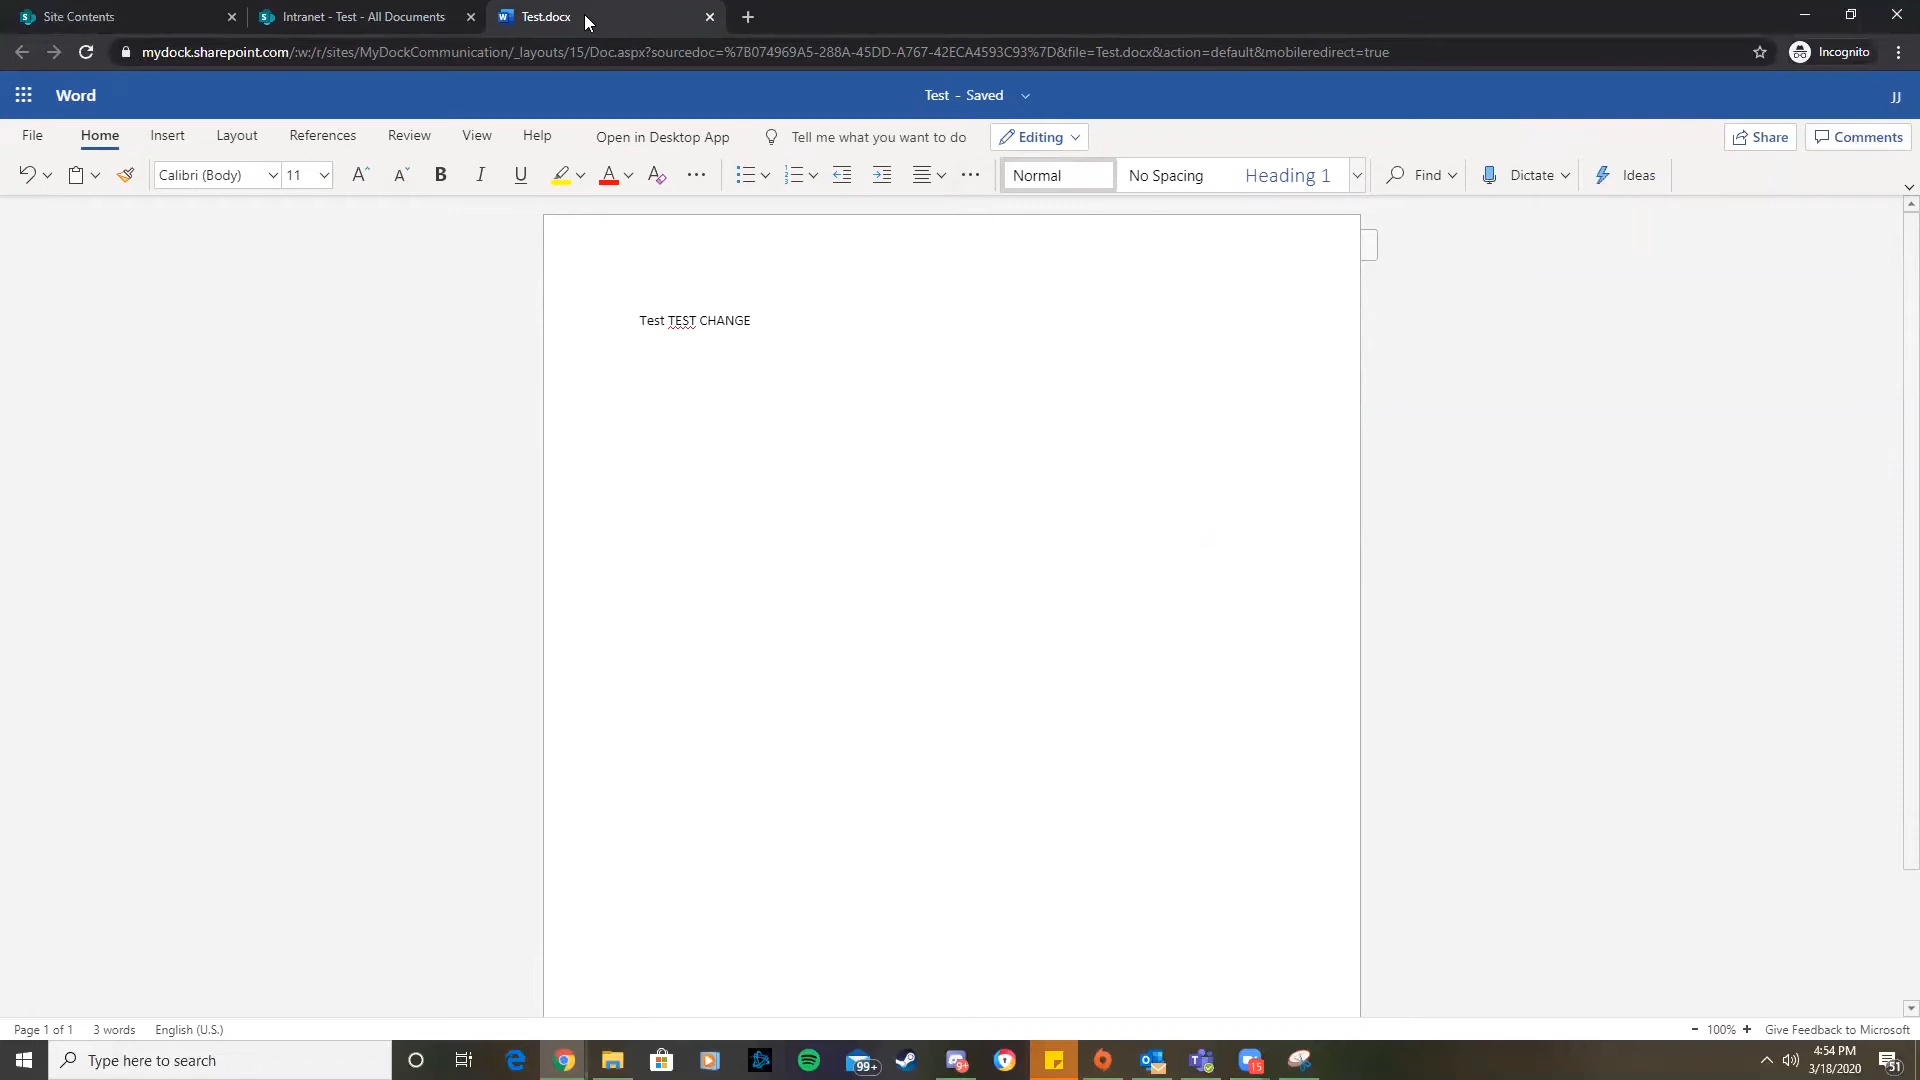 Site Contents
Intranet - Test - All Documents
Test.docx
mydock.sharepoint.com/:w:/r/sites/MyDockCommunication/_layouts/15/Doc.aspx?sourcedoc=%7B074969A5-288A-45DD-A767-42ECA4593C93%7D&file=Test.docx&action=default&mobileredirect=true
Incognito
Word
Test - Saved
JJ
File Home Insert Layout References Review View Help Open in Desktop App Tell me what you want to do Editing Share Comments
Calibri (Body) 11 B I U Normal No Spacing Heading 1 Find Dictate Ideas
Test TEST CHANGE
Page 1 of 1 3 words English (U.S.) 100% Give Feedback to Microsoft
Type here to search
99+
9+
15
4:54 PM
3/18/2020
51